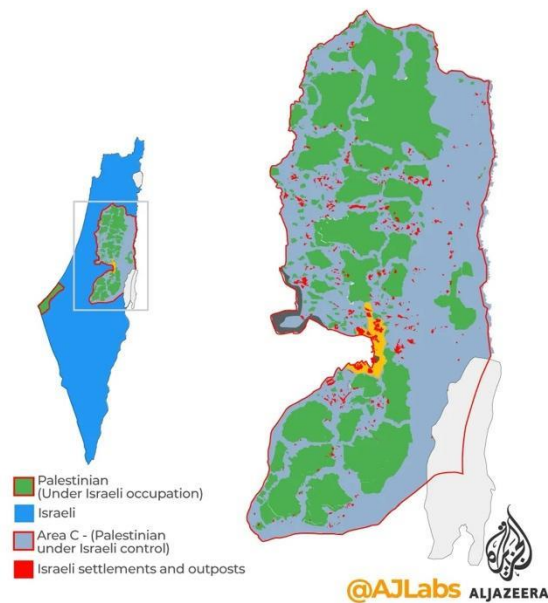 Palestinian
(Under Israeli occupation)
Israeli
Area C - (Palestinian
under Israeli control)
Israeli settlements and outposts
@AJLabs
ALJAZEERA